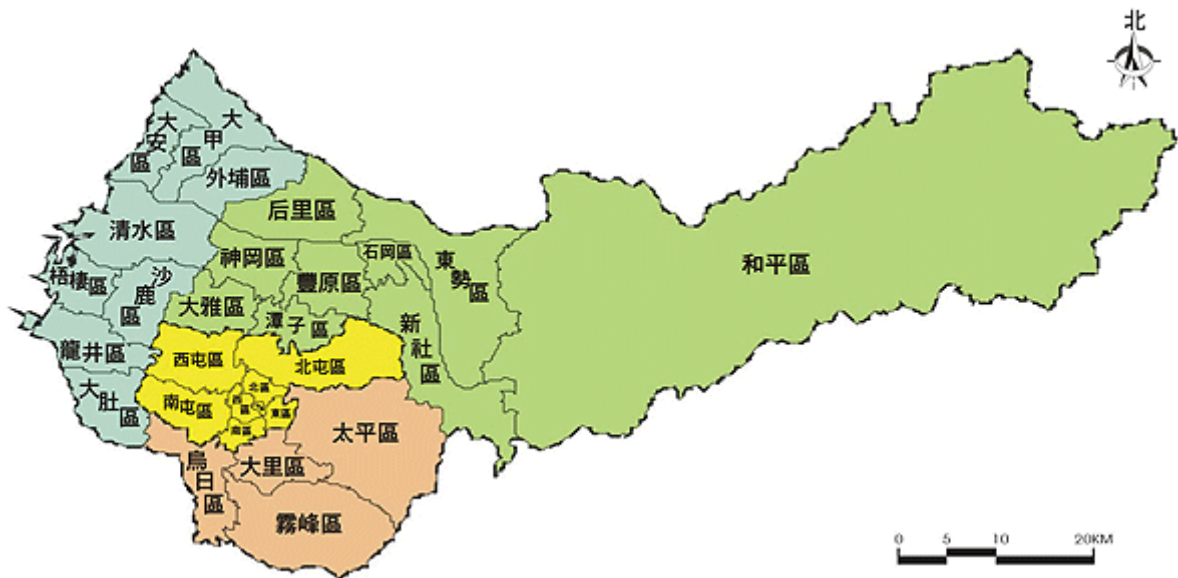 北
大甲區
大安區
外埔區
后里區
清水區
神岡區
石岡區
東勢區
和平區
梧棲區
沙鹿區
豐原區
大雅區
潭子區
新社區
龍井區
西屯區
北屯區
大肚區
南屯區
北區
西區
東區
南區
太平區
烏日區
大里區
霧峰區
0 5 10 20KM